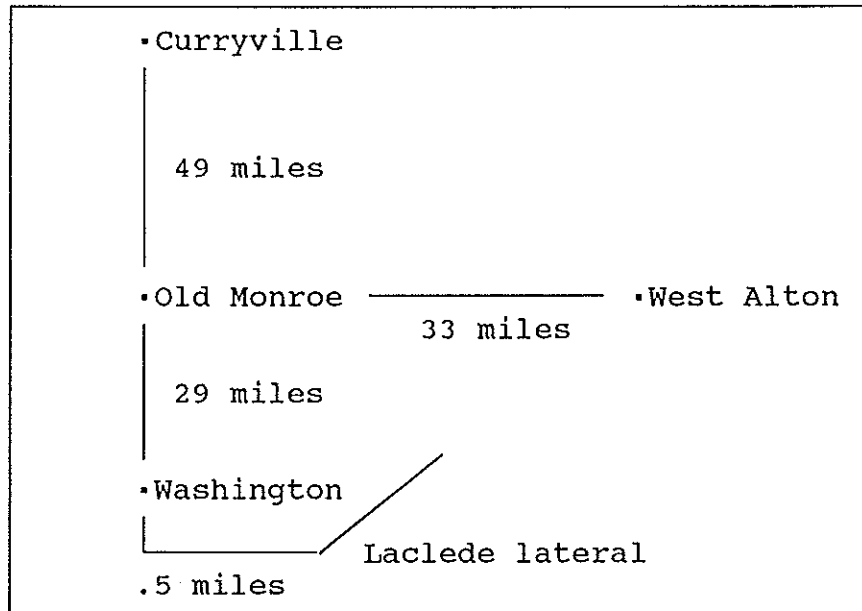 Curryville
49 miles
Old Monroe
West Alton
33 miles
29 miles
Washington
Laclede lateral
.5 miles